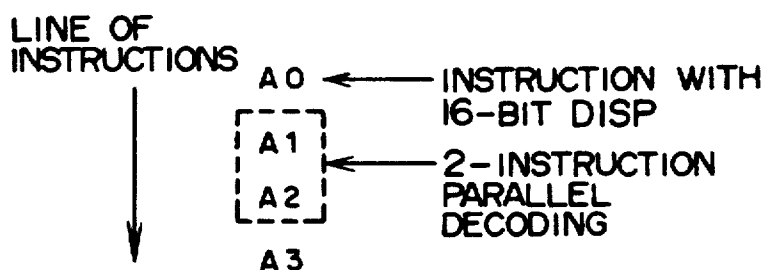 LINE OF
INSTRUCTIONS
A0
INSTRUCTION WITH
16-BIT DISP
A1
A2
2-INSTRUCTION
PARALLEL
DECODING
A3